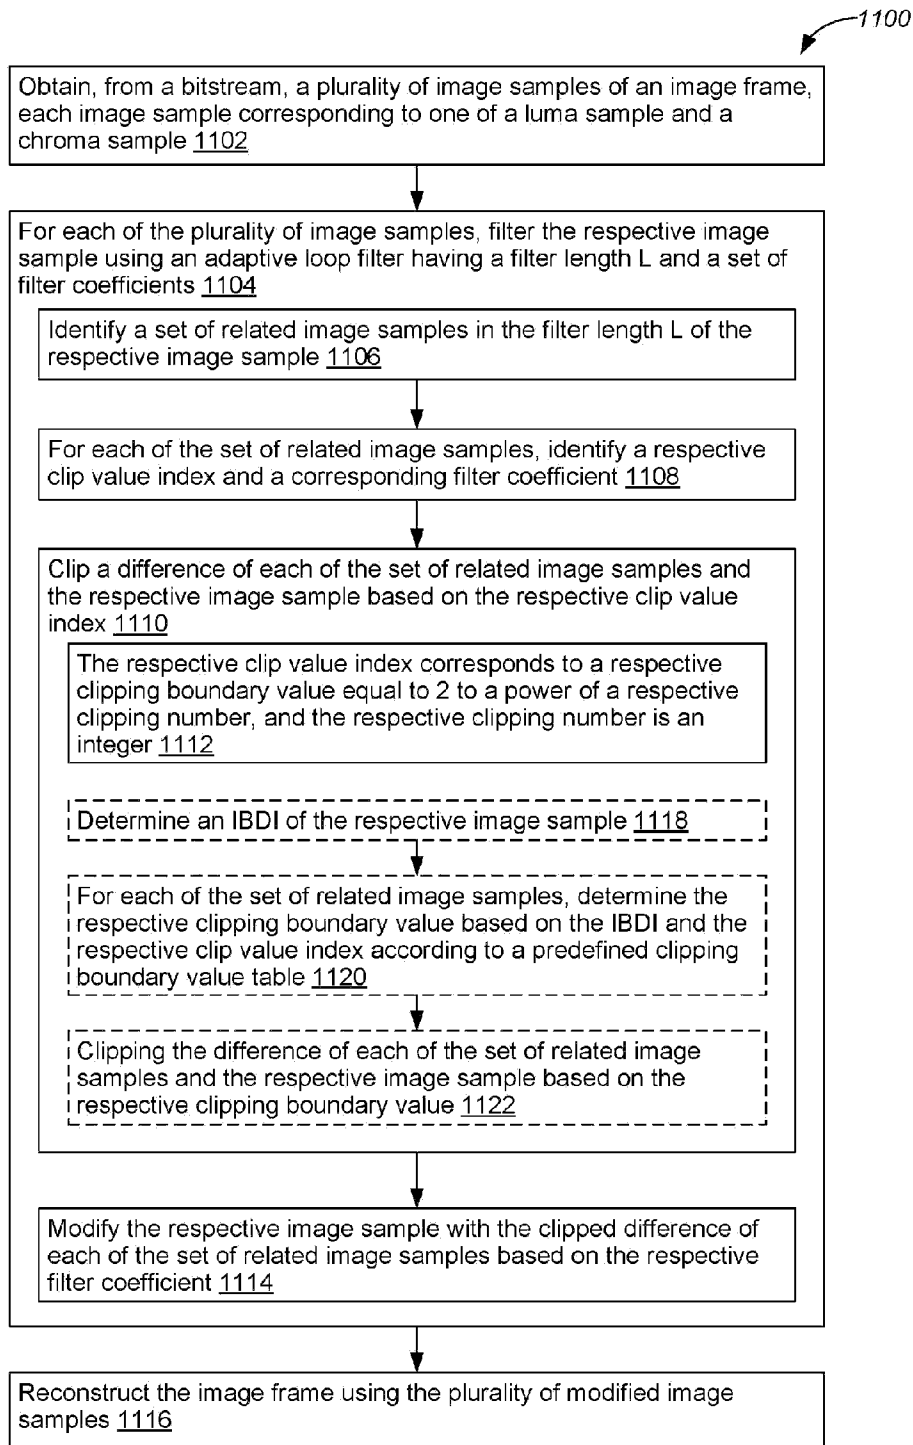 1100
Obtain, from a bitstream, a plurality of image samples of an image frame,
each image sample corresponding to one of a luma sample and a
chroma sample 1102
For each of the plurality of image samples, filter the respective image
sample using an adaptive loop filter having a filter length L and a set of
filter coefficients 1104
Identify a set of related image samples in the filter length L of the
respective image sample 1106
For each of the set of related image samples, identify a respective
clip value index and a corresponding filter coefficient 1108
Clip a difference of each of the set of related image samples and
the respective image sample based on the respective clip value
index 1110
The respective clip value index corresponds to a respective
clipping boundary value equal to 2 to a power of a respective
clipping number, and the respective clipping number is an
integer 1112
Determine an IBDI of the respective image sample 1118
For each of the set of related image samples, determine the
respective clipping boundary value based on the IBDI and the
respective clip value index according to a predefined clipping
boundary value table 1120
Clipping the difference of each of the set of related image
samples and the respective image sample based on the
respective clipping boundary value 1122
Modify the respective image sample with the clipped difference of
each of the set of related image samples based on the respective
filter coefficient 1114
Reconstruct the image frame using the plurality of modified image
samples 1116